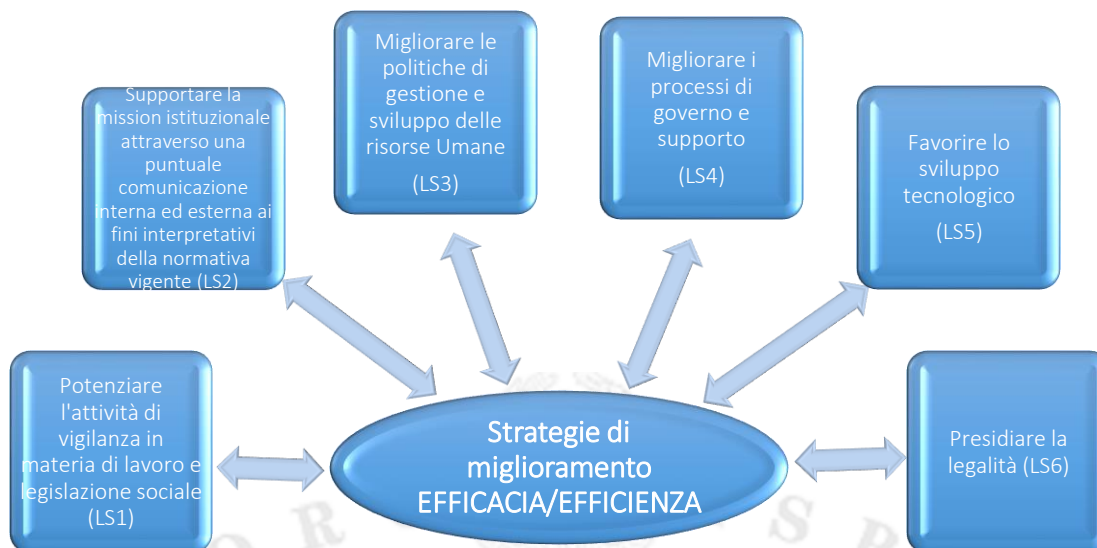 Potenziare
l'attività di
vigilanza in
materia di lavoro e
legislazione sociale
(LS1)
Supportare la
mission istituzionale
attraverso una
puntuale
comunicazione
interna ed esterna ai
fini interpretativi
della normativa
vigente (LS2)
Migliorare le
politiche di
gestione e
sviluppo delle
risorse Umane
(LS3)
Migliorare i
processi di
governo e
supporto
(LS4)
Favorire lo
sviluppo
tecnologico
(LS5)
Presidiare la
legalità (LS6)
Strategie di
miglioramento
EFFICACIA/EFFICIENZA